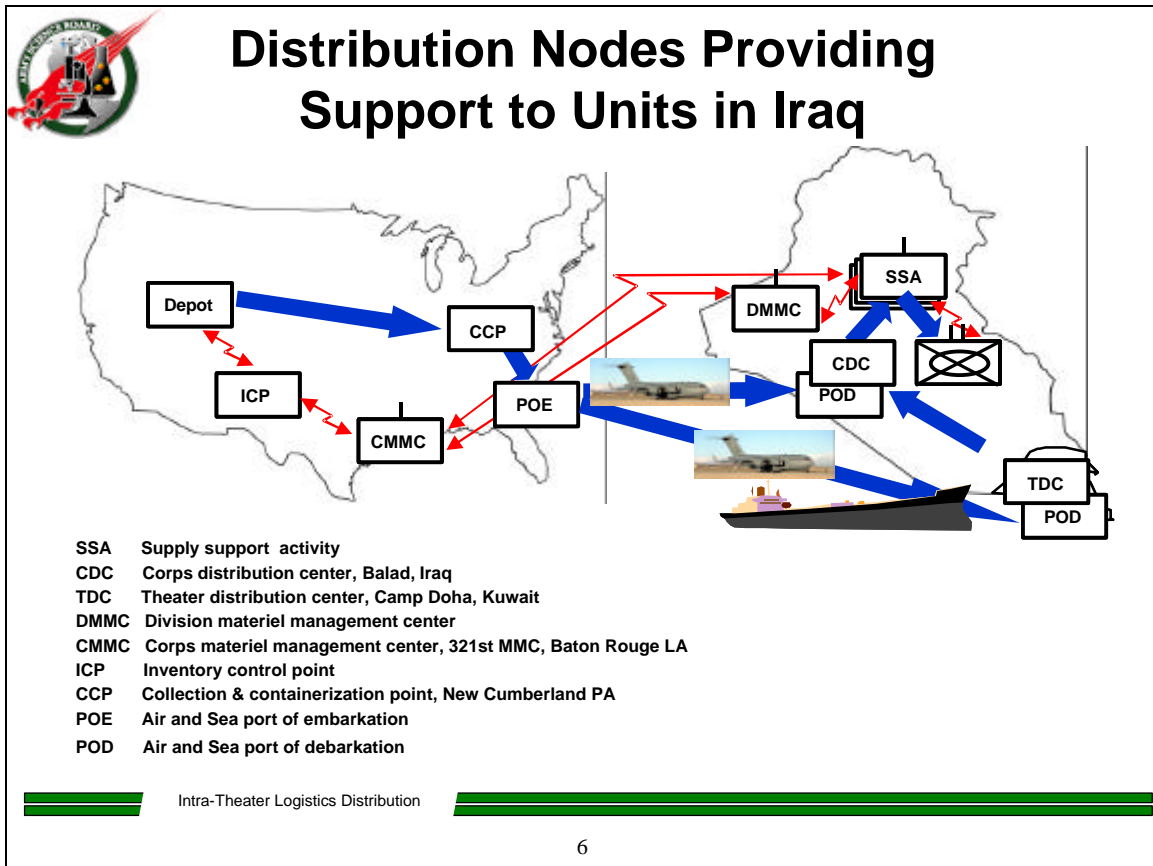 ARMY SCIENCE BOARD
Distribution Nodes Providing
Support to Units in Iraq
Depot
CCP
ICP
CMMC
POE
DMMC
SSA
CDC
POD
TDC
POD
SSA Supply support activity
CDC Corps distribution center, Balad, Iraq
TDC Theater distribution center, Camp Doha, Kuwait
DMMC Division materiel management center
CMMC Corps materiel management center, 321st MMC, Baton Rouge LA
ICP Inventory control point
CCP Collection & containerization point, New Cumberland PA
POE Air and Sea port of embarkation
POD Air and Sea port of debarkation
Intra-Theater Logistics Distribution
6